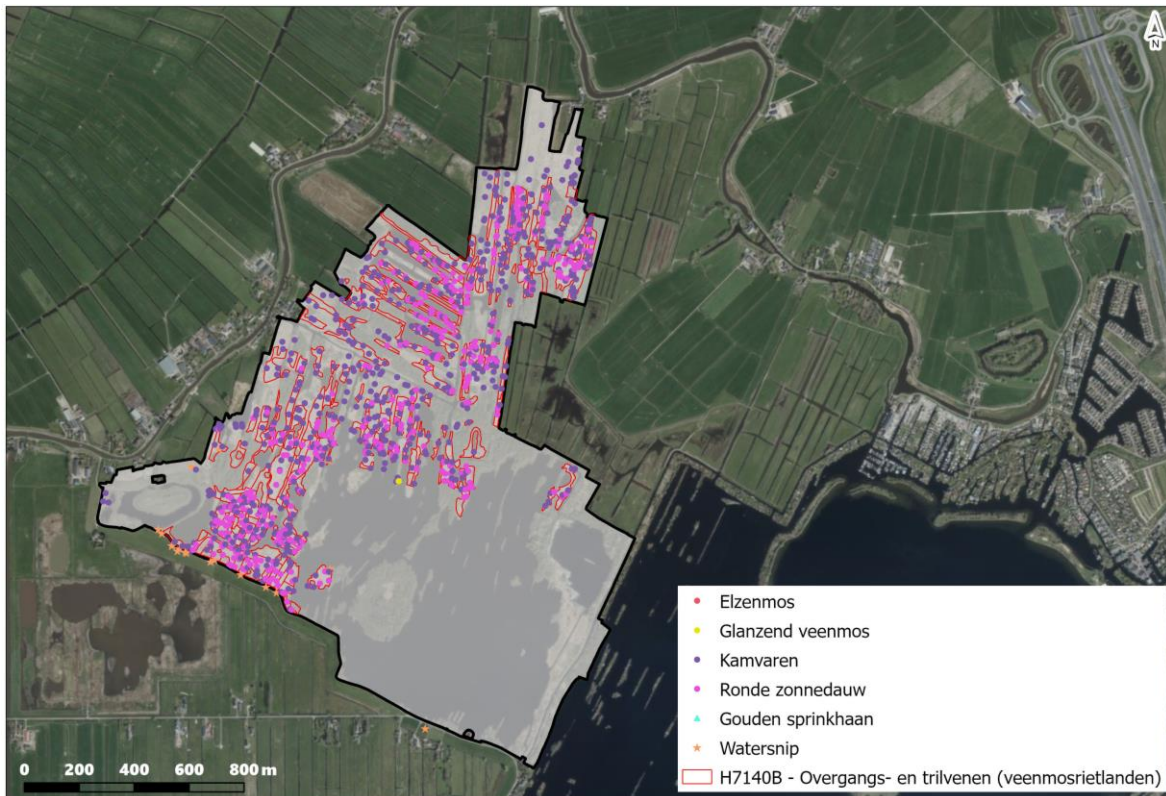 N
Elzenmos
Glanzend veenmos
Kamvaren
Ronde zonnedauw
Gouden sprinkhaan
Watersnip
H7140B - Overgangs- en trilvenen (veenmosrietlanden)
0 200 400 600 800 m